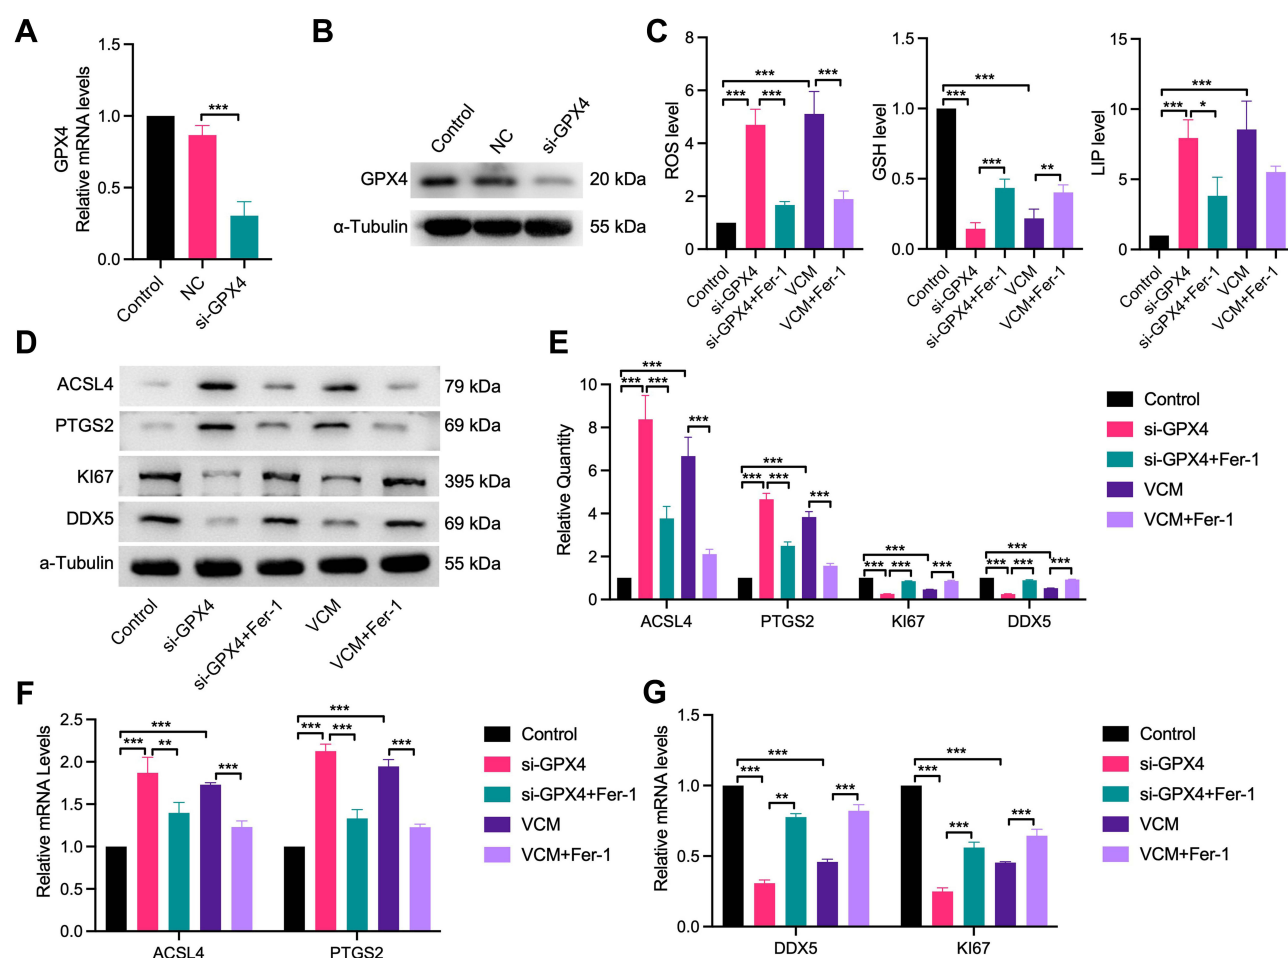 A
GPX4
Relative mRNA levels
1.5
1.0
0.5
0.0
***
Control
NC
si-GPX4
B
Control
NC
si-GPX4
GPX4
20 kDa
α-Tubulin
55 kDa
C
ROS level
8
6
4
2
0
***
***
***
***
Control
si-GPX4
si-GPX4+Fer-1
VCM
VCM+Fer-1
GSH level
1.5
1.0
0.5
0.0
***
***
***
**
Control
si-GPX4
si-GPX4+Fer-1
VCM
VCM+Fer-1
LIP level
15
10
5
0
***
***
*
Control
si-GPX4
si-GPX4+Fer-1
VCM
VCM+Fer-1
D
ACSL4
79 kDa
PTGS2
69 kDa
KI67
395 kDa
DDX5
69 kDa
a-Tubulin
55 kDa
Control
si-GPX4
si-GPX4+Fer-1
VCM
VCM+Fer-1
E
Relative Quantity
10
8
6
4
2
0
***
*** ***
***
***
*** ***
***
***
*** *** ***
***
*** *** ***
ACSL4
PTGS2
KI67
DDX5
Control
si-GPX4
si-GPX4+Fer-1
VCM
VCM+Fer-1
F
Relative mRNA Levels
2.5
2.0
1.5
1.0
0.5
0.0
***
*** **
***
***
*** ***
***
ACSL4
PTGS2
Control
si-GPX4
si-GPX4+Fer-1
VCM
VCM+Fer-1
G
Relative mRNA levels
1.5
1.0
0.5
0.0
***
***
**
***
***
***
***
***
DDX5
KI67
Control
si-GPX4
si-GPX4+Fer-1
VCM
VCM+Fer-1